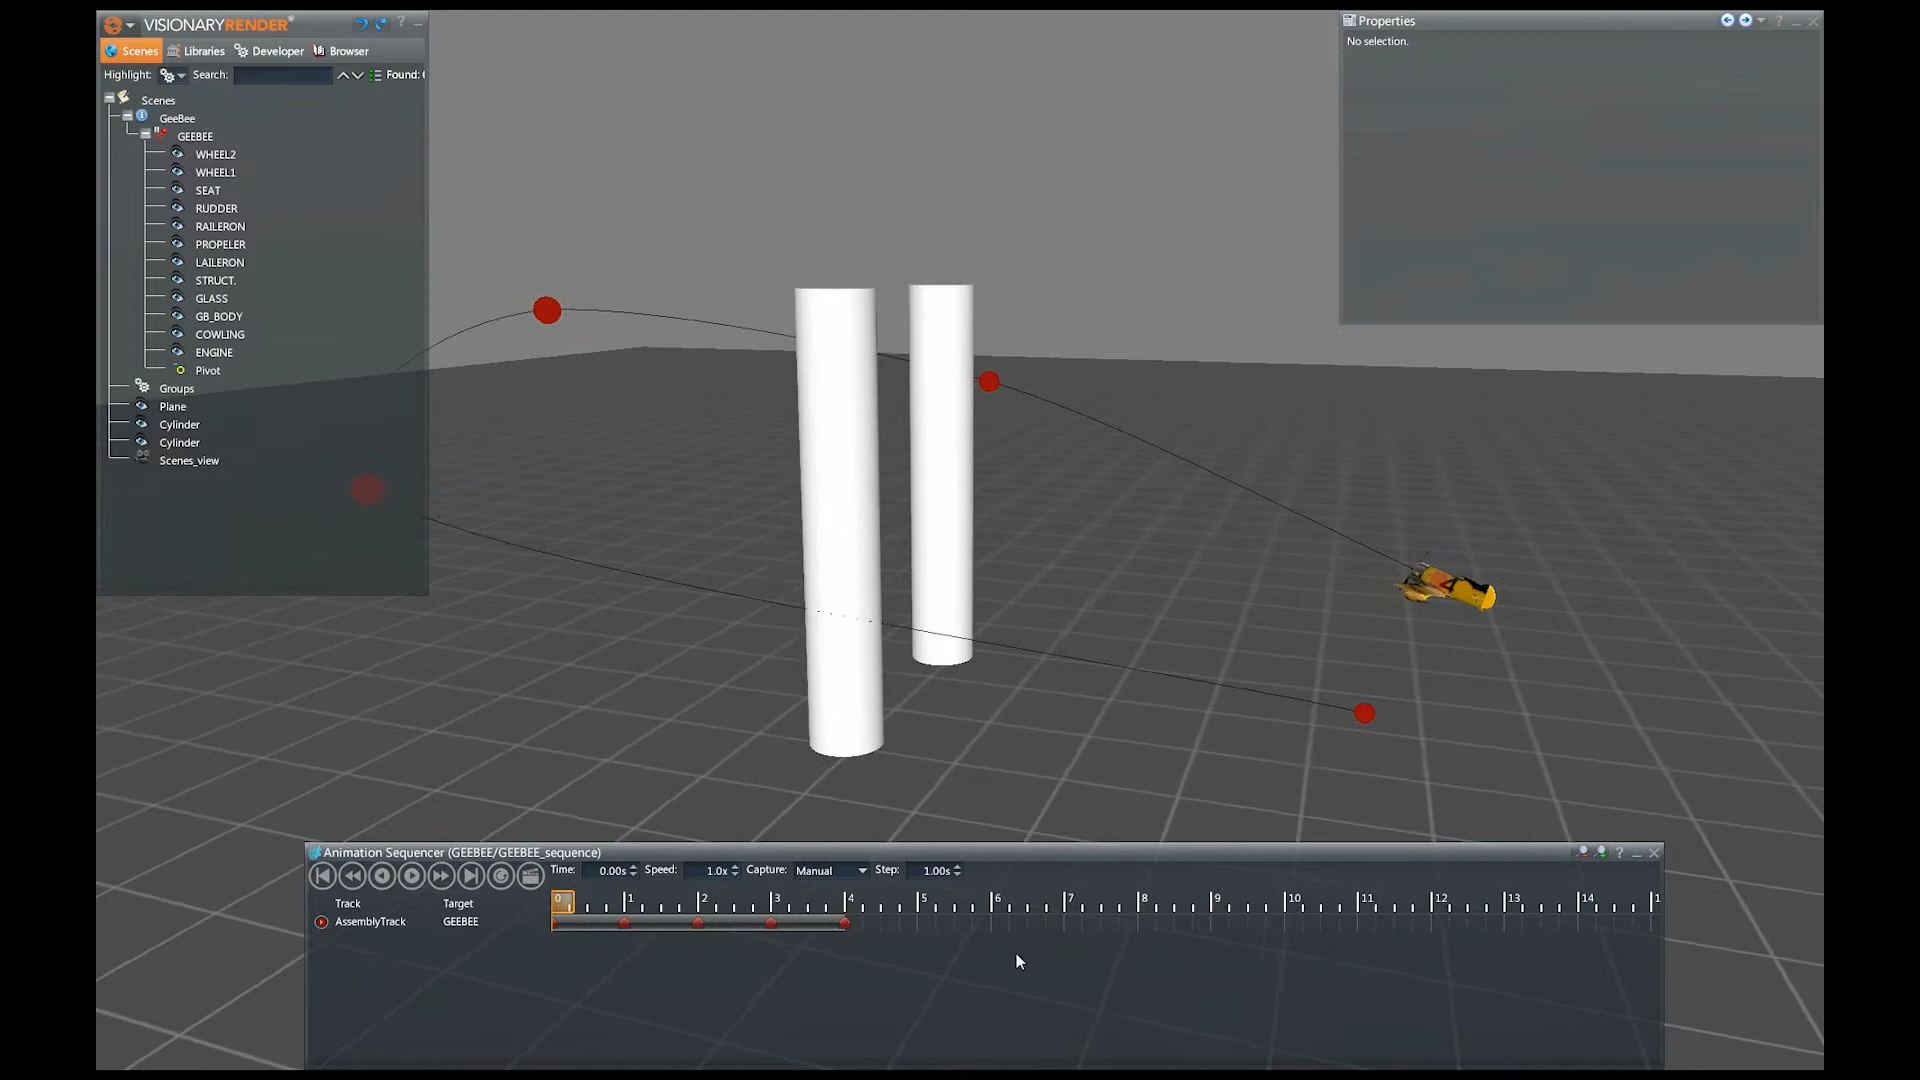 VISIONARYRENDER®
Scenes Libraries Developer Browser
Highlight: Search: Found:
Scenes
GeeBee
GEEBEE
WHEEL2
WHEEL1
SEAT
RUDDER
RAILERON
PROPELER
LAILERON
STRUCT.
GLASS
GB_BODY
COWLING
ENGINE
Pivot
Groups
Plane
Cylinder
Cylinder
Scenes_view
Properties
No selection.
4
Animation Sequencer (GEEBEE/GEEBEE_sequence)
Time: 0.00s Speed: 1.0x Capture: Manual Step: 1.00s
Track Target 0 1 2 3 4 5 6 7 8 9 10 11 12 13 14 1
AssemblyTrack GEEBEE